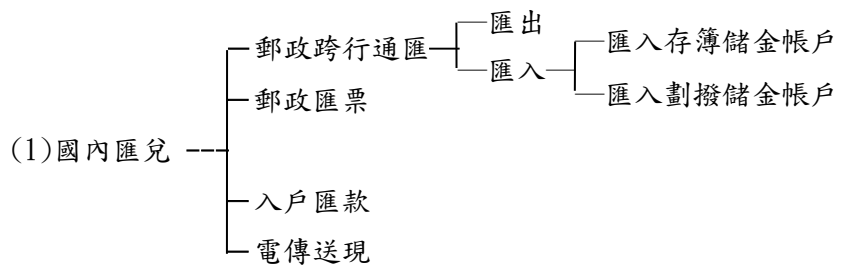 匯出
郵政跨行通匯
匯入存簿儲金帳戶
匯入
匯入劃撥儲金帳戶
郵政匯票
(1)國內匯兌
入戶匯款
電傳送現